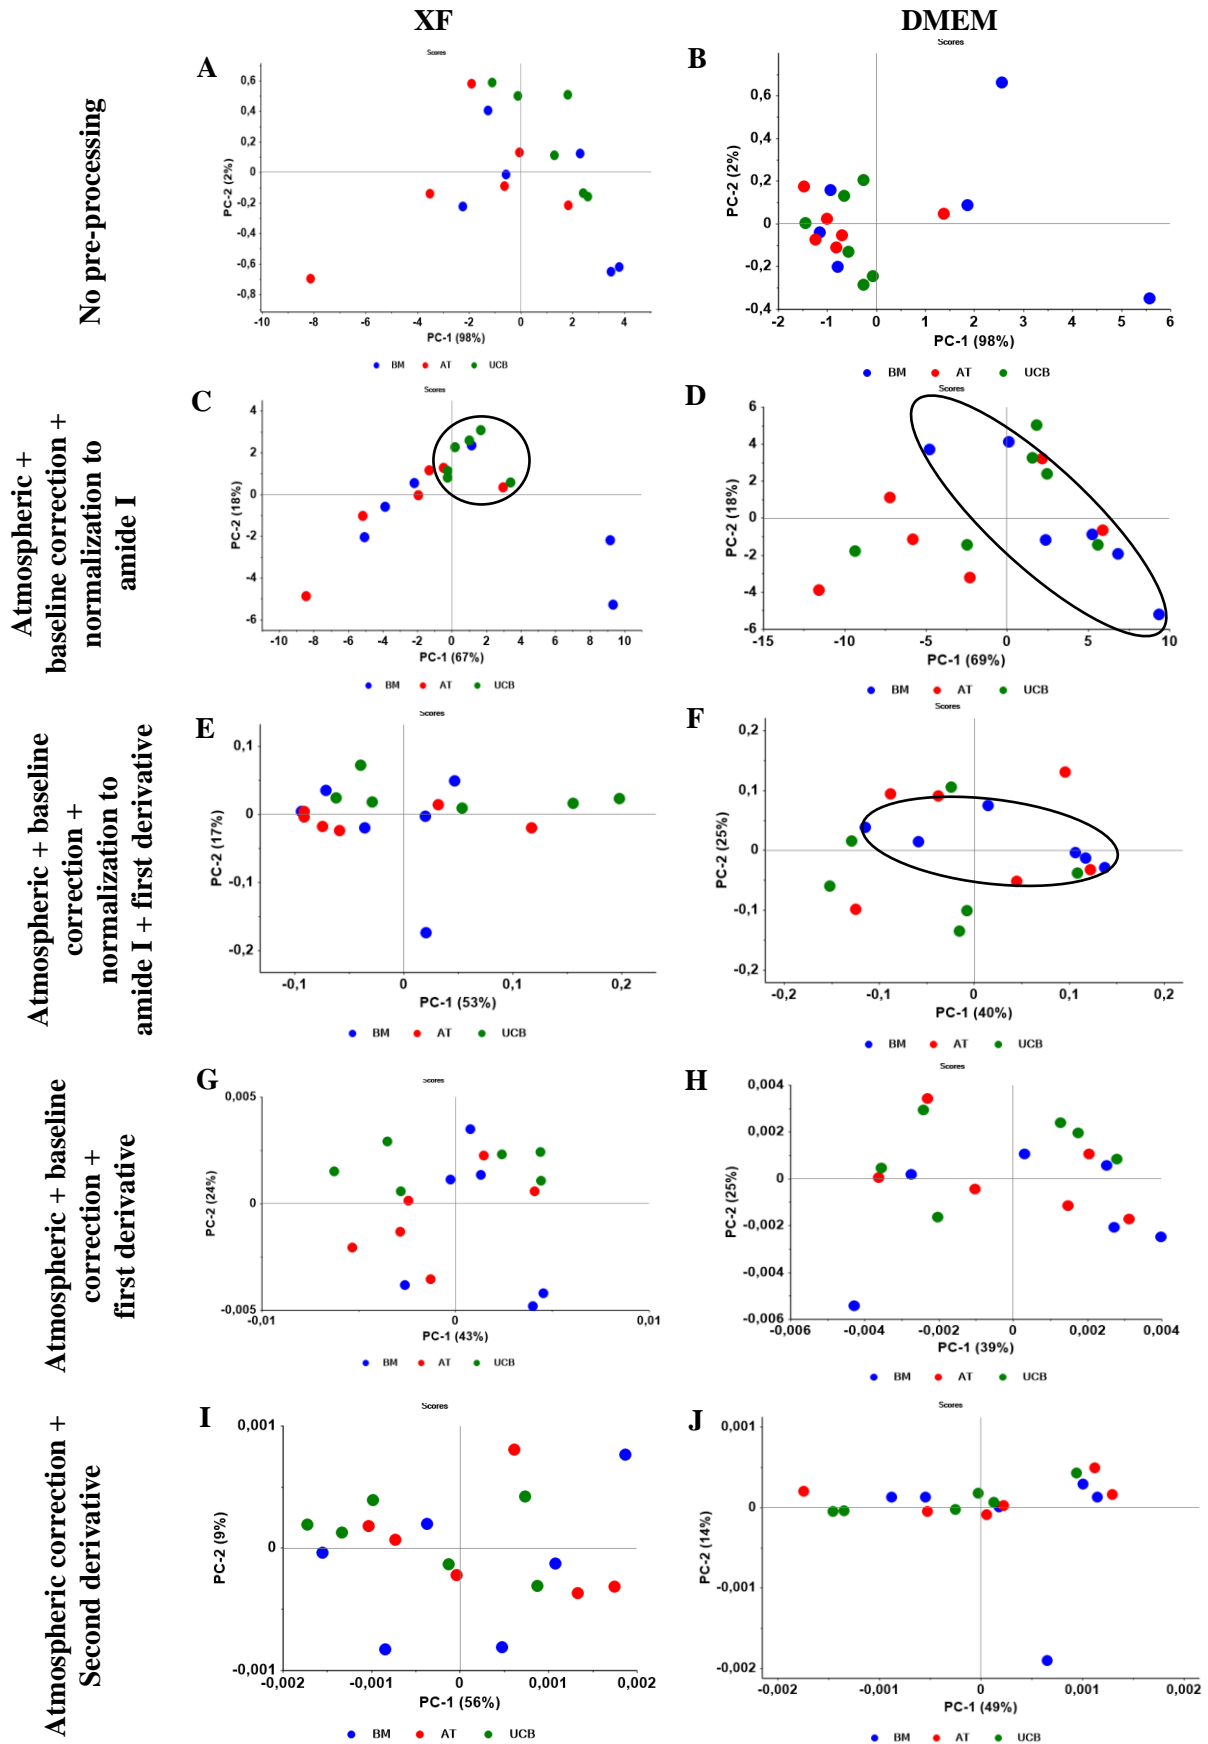 XF
DMEM
No pre-processing
A
Scores
PC-2 (2%)
0,6
0,4
0,2
0
-0,2
-0,4
-0,6
-0,8
-10 -8 -6 -4 -2 0 2 4
PC-1 (98%)
BM AT UCB
B
Scores
PC-2 (2%)
0,6
0,4
0,2
0
-0,2
-0,4
-2 -1 0 1 2 3 4 5 6
PC-1 (98%)
BM AT UCB
Atmospheric +
baseline correction +
normalization to
amide I
C
Scores
PC-2 (18%)
4
2
0
-2
-4
-6
-10 -8 -6 -4 -2 0 2 4 6 8 10
PC-1 (67%)
BM AT UCB
D
Scores
PC-2 (18%)
6
4
2
0
-2
-4
-6
-15 -10 -5 0 5 10
PC-1 (69%)
BM AT UCB
Atmospheric + baseline
correction +
normalization to
amide I + first derivative
E
Scores
PC-2 (17%)
0,1
0
-0,1
-0,2
-0,1 0 0,1 0,2
PC-1 (53%)
BM AT UCB
F
Scores
PC-2 (25%)
0,2
0,1
0
-0,1
-0,2
-0,2 -0,1 0 0,1 0,2
PC-1 (40%)
BM AT UCB
Atmospheric + baseline
correction +
first derivative
G
Scores
PC-2 (24%)
0,005
0
-0,005
-0,01 0 0,01
PC-1 (43%)
BM AT UCB
H
Scores
PC-2 (25%)
0,004
0,002
0
-0,002
-0,004
-0,006
-0,006 -0,004 -0,002 0 0,002 0,004
PC-1 (39%)
BM AT UCB
Atmospheric correction +
Second derivative
I
Scores
PC-2 (9%)
0,001
0
-0,001
-0,002 -0,001 0 0,001 0,002
PC-1 (56%)
BM AT UCB
J
Scores
PC-2 (14%)
0,001
0
-0,001
-0,002
-0,002 -0,001 0 0,001 0,002
PC-1 (49%)
BM AT UCB